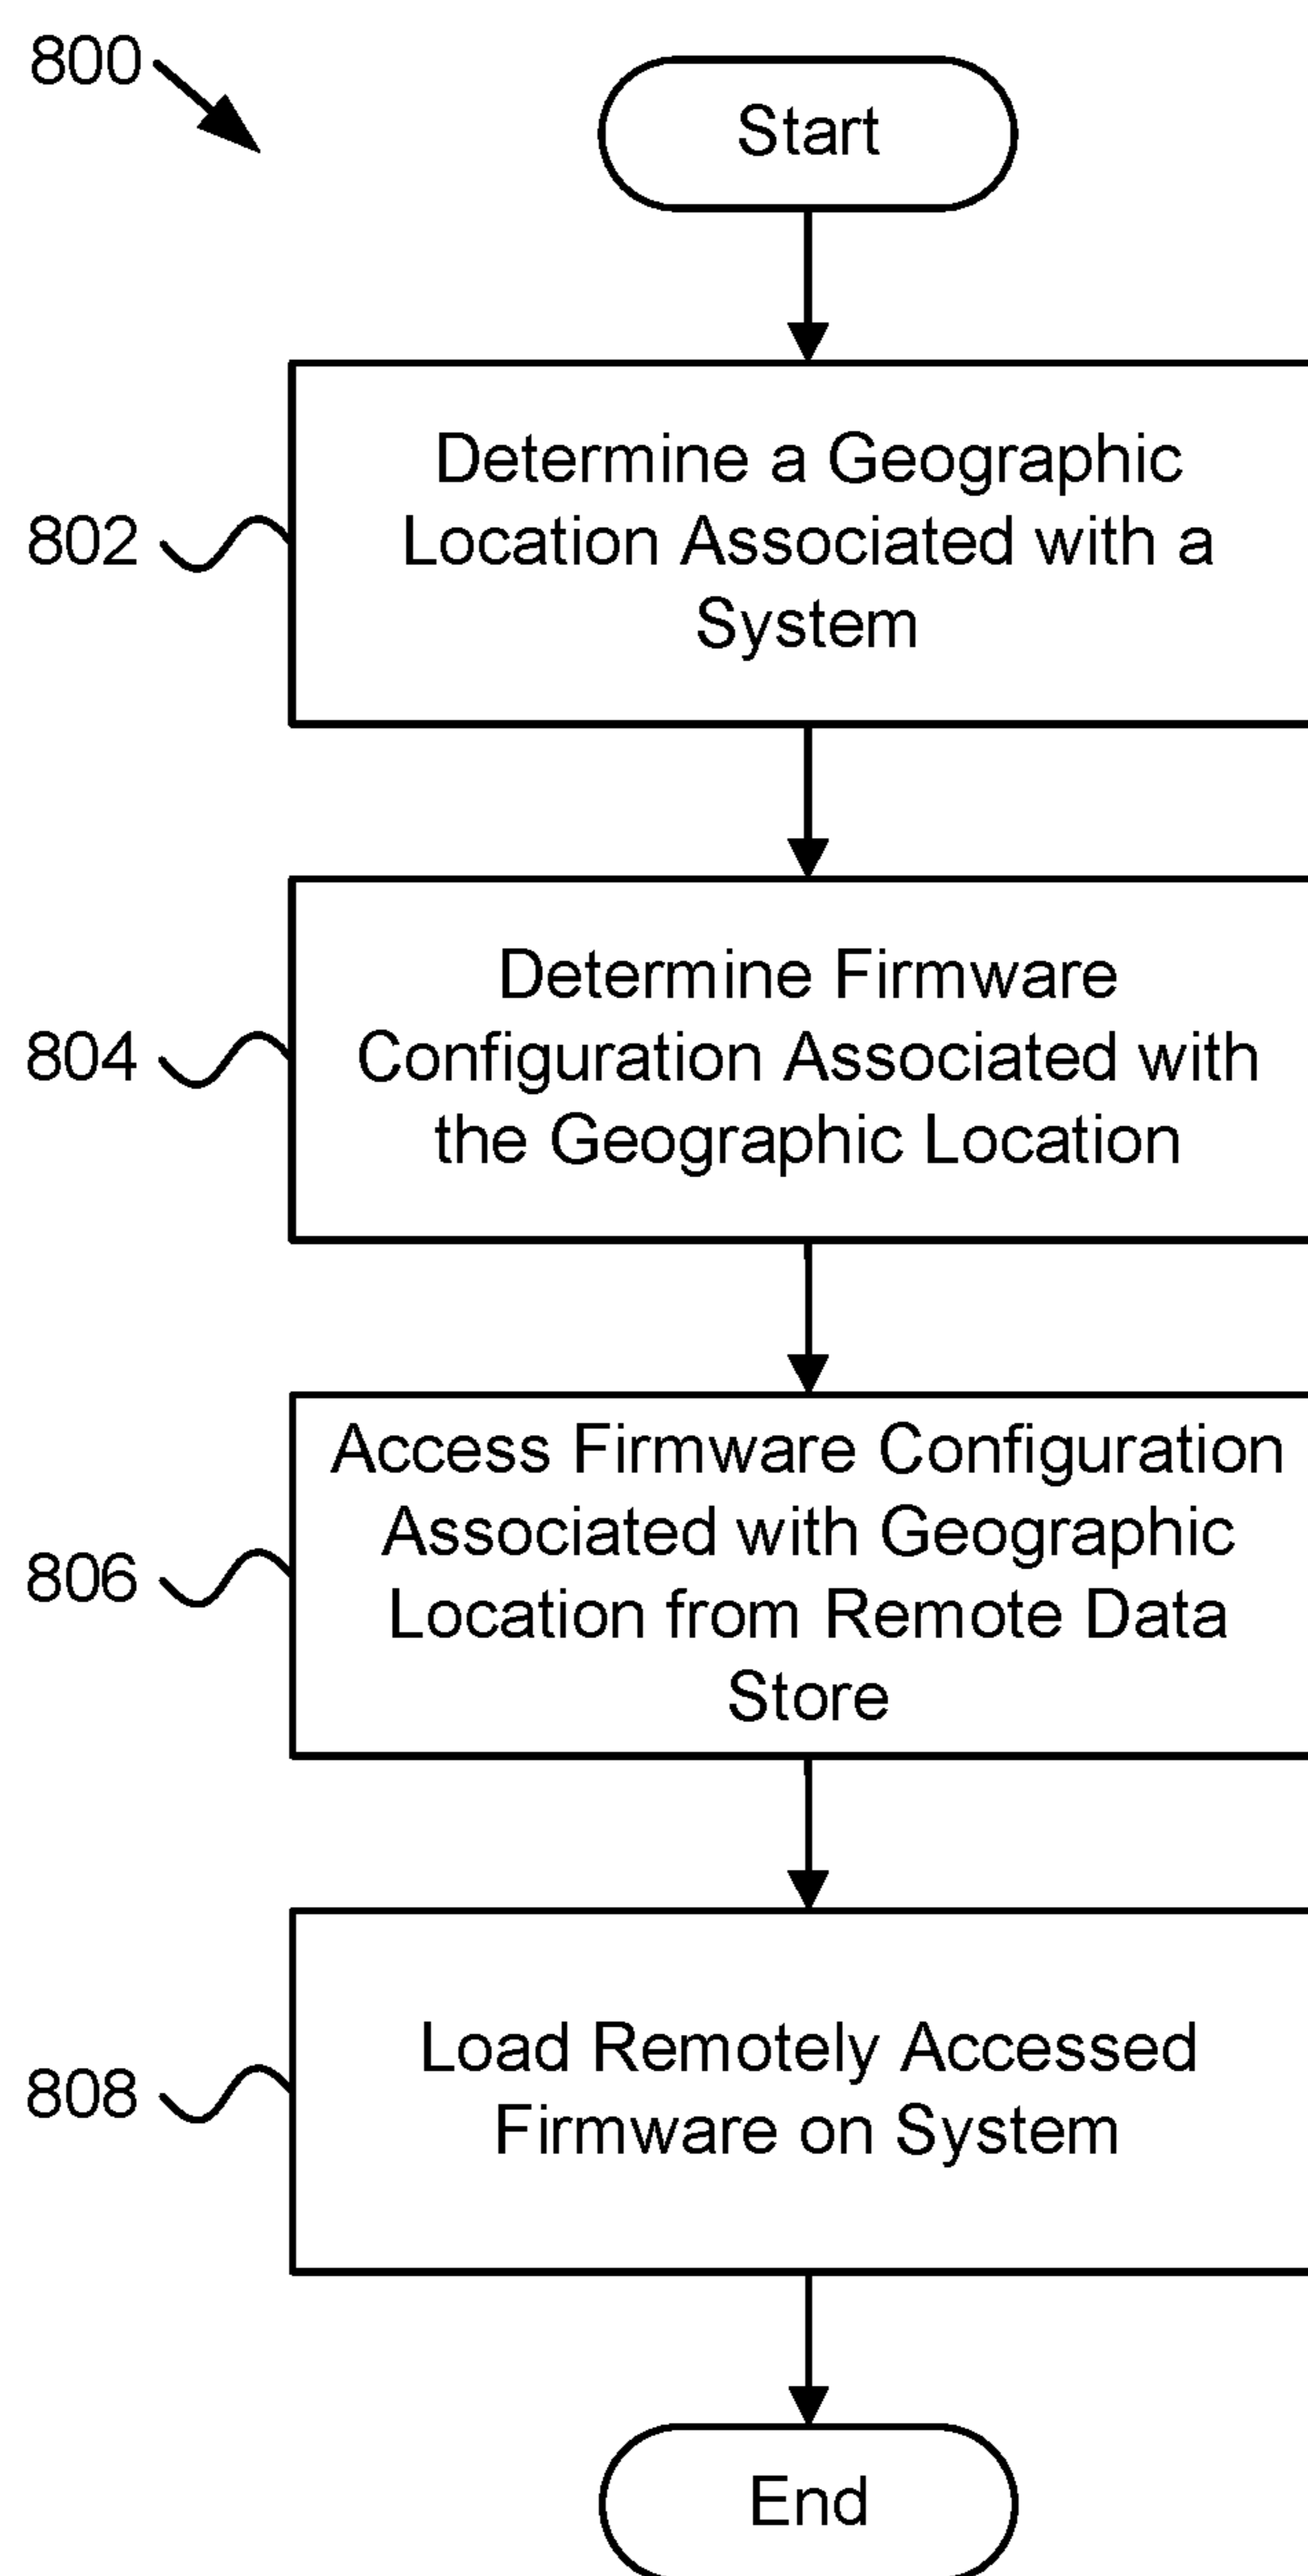 800
Start
802
Determine a Geographic
Location Associated with a
System
804
Determine Firmware
Configuration Associated with
the Geographic Location
806
Access Firmware Configuration
Associated with Geographic
Location from Remote Data
Store
808
Load Remotely Accessed
Firmware on System
End